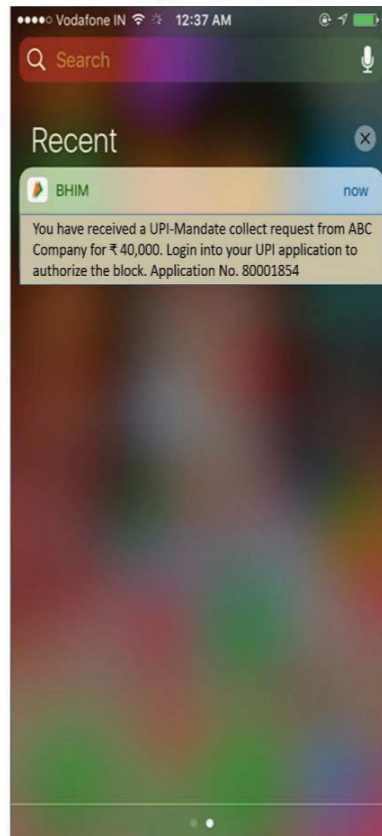 Vodafone IN 12:37 AM
Search
Recent
BHIM now
You have received a UPI-Mandate collect request from ABC
Company for ₹ 40,000. Login into your UPI application to
authorize the block. Application No. 80001854